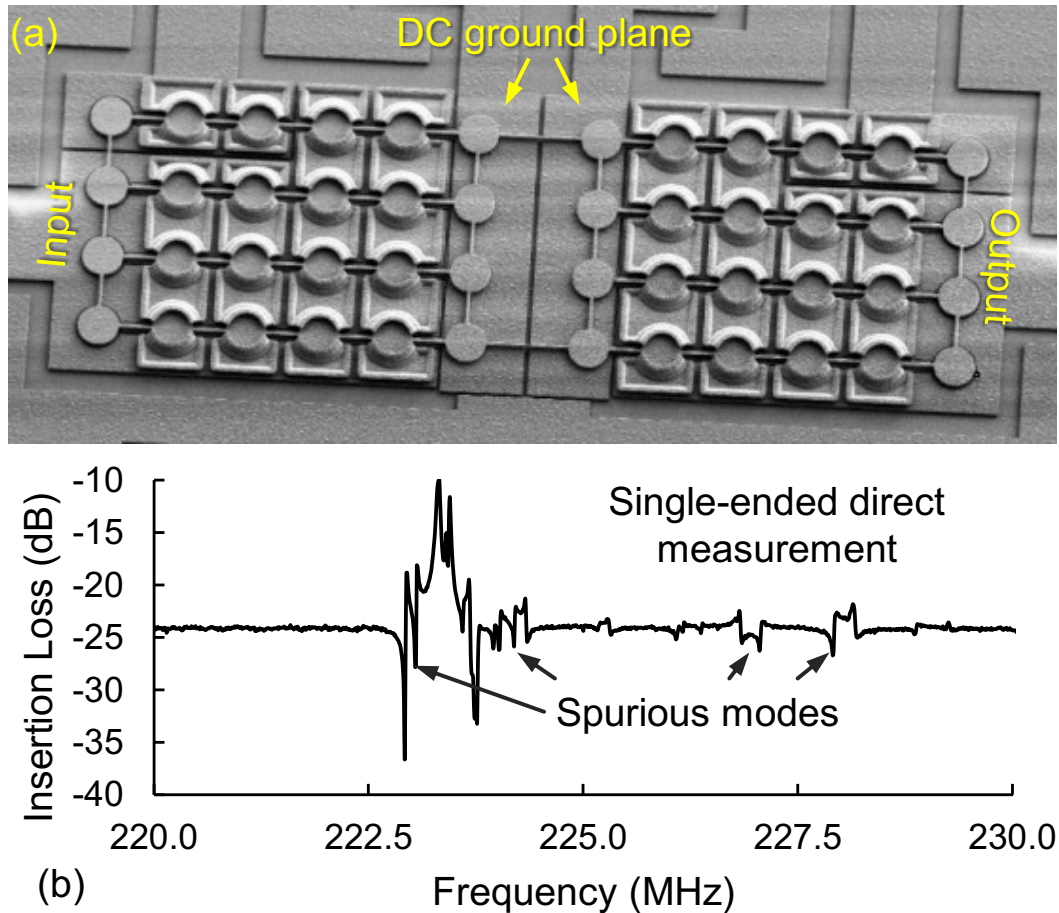 (a)
DC ground plane
Input
Output
Insertion Loss (dB)
-10
-15
-20
-25
-30
-35
-40
Single-ended direct
measurement
Spurious modes
220.0 222.5 225.0 227.5 230.0
(b)
Frequency (MHz)